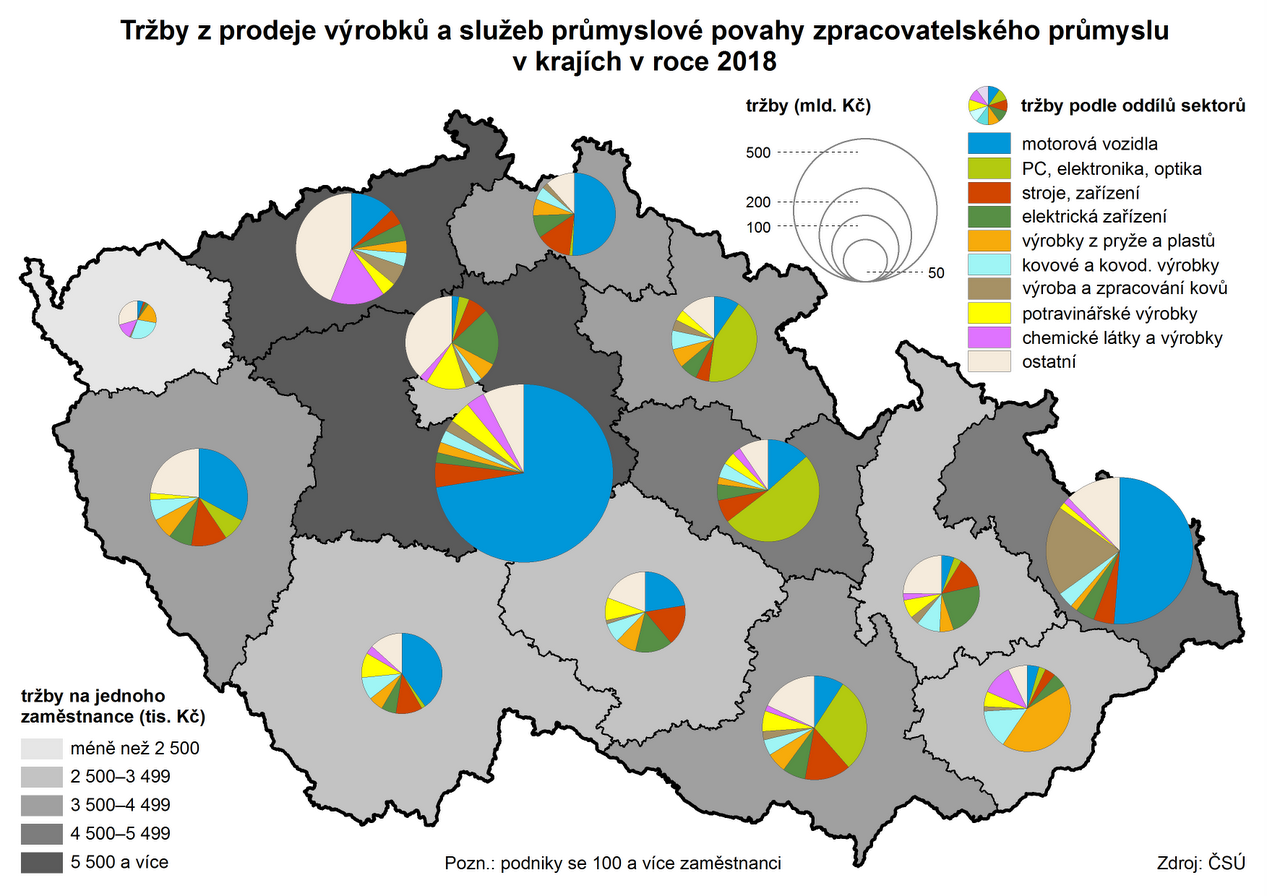 Tržby z prodeje výrobků a služeb průmyslové povahy zpracovatelského průmyslu
v krajích v roce 2018
tržby (mld. Kč)
500
200
100
50
tržby podle oddílů sektorů
motorová vozidla
PC, elektronika, optika
stroje, zařízení
elektrická zařízení
výrobky z pryže a plastů
kovové a kovod. výrobky
výroba a zpracování kovů
potravinářské výrobky
chemické látky a výrobky
ostatní
tržby na jednoho
zaměstnance (tis. Kč)
méně než 2 500
2 500–3 499
3 500–4 499
4 500–5 499
5 500 a více
Pozn.: podniky se 100 a více zaměstnanci
Zdroj: ČSÚ